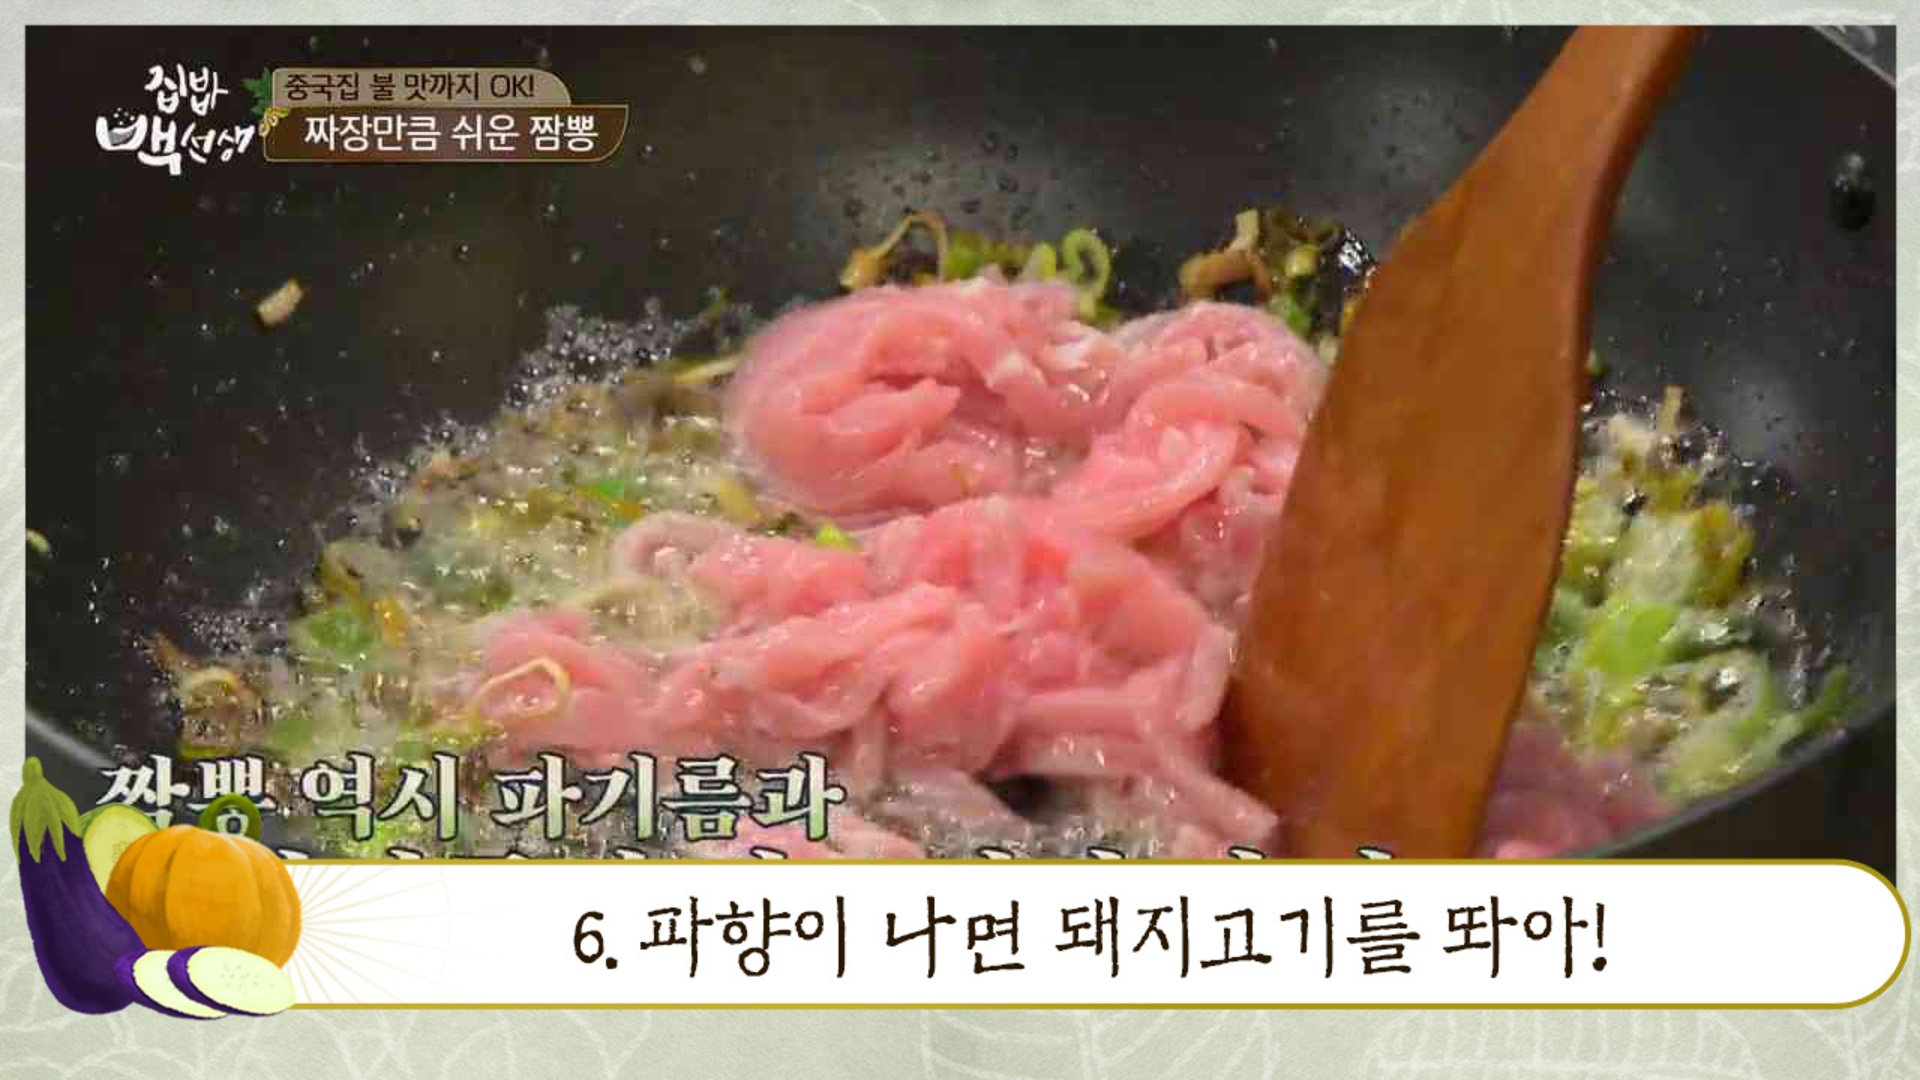 집밥
백선생
중국집 불 맛까지 OK!
짜장만큼 쉬운 짬뽕
짬뽕 역시 파기름과
6. 파향이 나면 돼지고기를 똬아!